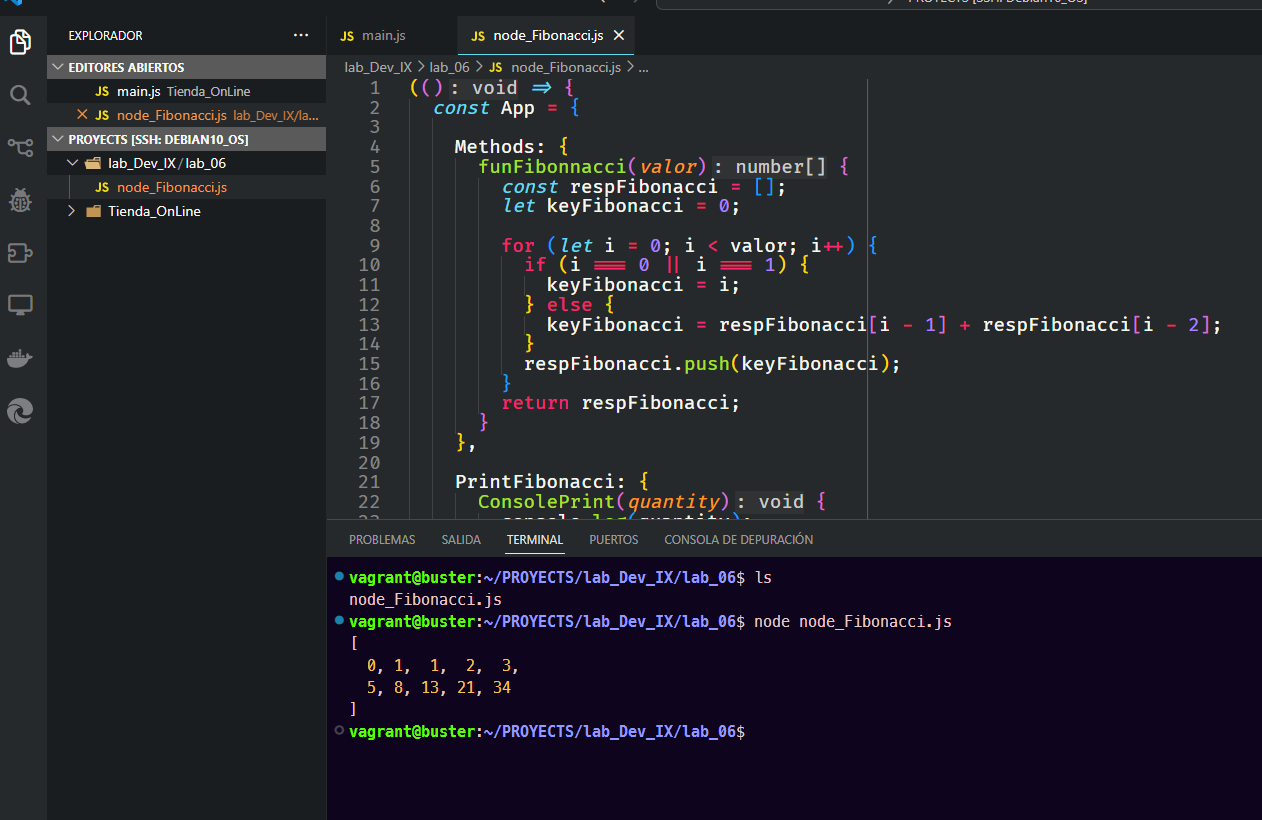 PROYECTS [SSH: DEBIAN10_OS]
EXPLORADOR
JS main.js
JS node_Fibonacci.js
EDITORES ABIERTOS
JS main.js Tienda_OnLine
JS node_Fibonacci.js lab_Dev_IX/la...
PROYECTS [SSH: DEBIAN10_OS]
lab_Dev_IX / lab_06
JS node_Fibonacci.js
Tienda_OnLine
lab_Dev_IX > lab_06 > JS node_Fibonacci.js > ...
1 ((): void => {
2 const App = {
3
4 Methods: {
5 funFibonnacci(valor): number[] {
6 const respFibonacci = [];
7 let keyFibonacci = 0;
8
9 for (let i = 0; i < valor; i++) {
10 if (i === 0 || i === 1) {
11 keyFibonacci = i;
12 } else {
13 keyFibonacci = respFibonacci[i - 1] + respFibonacci[i - 2];
14 }
15 respFibonacci.push(keyFibonacci);
16 }
17 return respFibonacci;
18 }
19 },
20
21 PrintFibonacci: {
22 ConsolePrint(quantity): void {
23 console.log(quantity);
PROBLEMAS SALIDA TERMINAL PUERTOS CONSOLA DE DEPURACIÓN
vagrant@buster:~/PROYECTS/lab_Dev_IX/lab_06$ ls
node_Fibonacci.js
vagrant@buster:~/PROYECTS/lab_Dev_IX/lab_06$ node node_Fibonacci.js
[
0, 1, 1, 2, 3,
5, 8, 13, 21, 34
]
vagrant@buster:~/PROYECTS/lab_Dev_IX/lab_06$